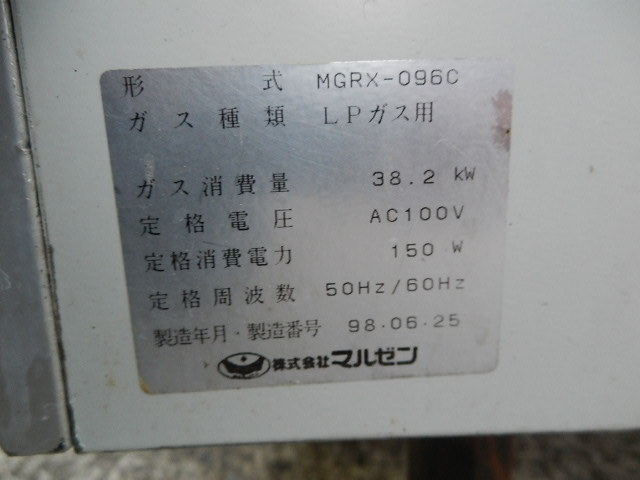 形式 MGRX-096C
ガス種類 LPガス用
ガス消費量 38.2 kW
定格電圧 AC100V
定格消費電力 150 W
定格周波数 50Hz/60Hz
製造年月・製造番号 98.06.25
株式会社マルゼン